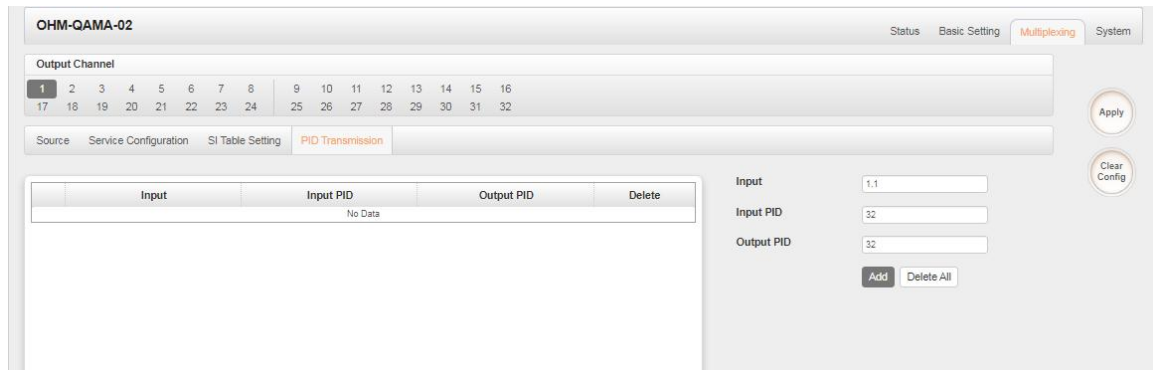 OHM-QAMA-02
Status Basic Setting Multiplexing System
Output Channel
1 2 3 4 5 6 7 8 9 10 11 12 13 14 15 16
17 18 19 20 21 22 23 24 25 26 27 28 29 30 31 32
Apply
Source Service Configuration SI Table Setting PID Transmission
Clear
Config
Input Input PID Output PID Delete
No Data
Input 1.1
Input PID 32
Output PID 32
Add Delete All